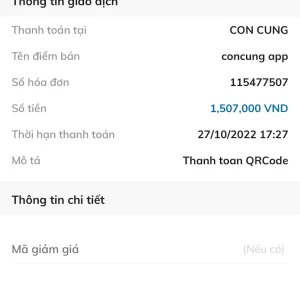 Thông tin giao dịch
Thanh toán tại CON CUNG
Tên điểm bán concung app
Số hóa đơn 115477507
Số tiền 1,507,000 VND
Thời hạn thanh toán 27/10/2022 17:27
Mô tả Thanh toan QRCode
Thông tin chi tiết
Mã giảm giá (Nếu có)